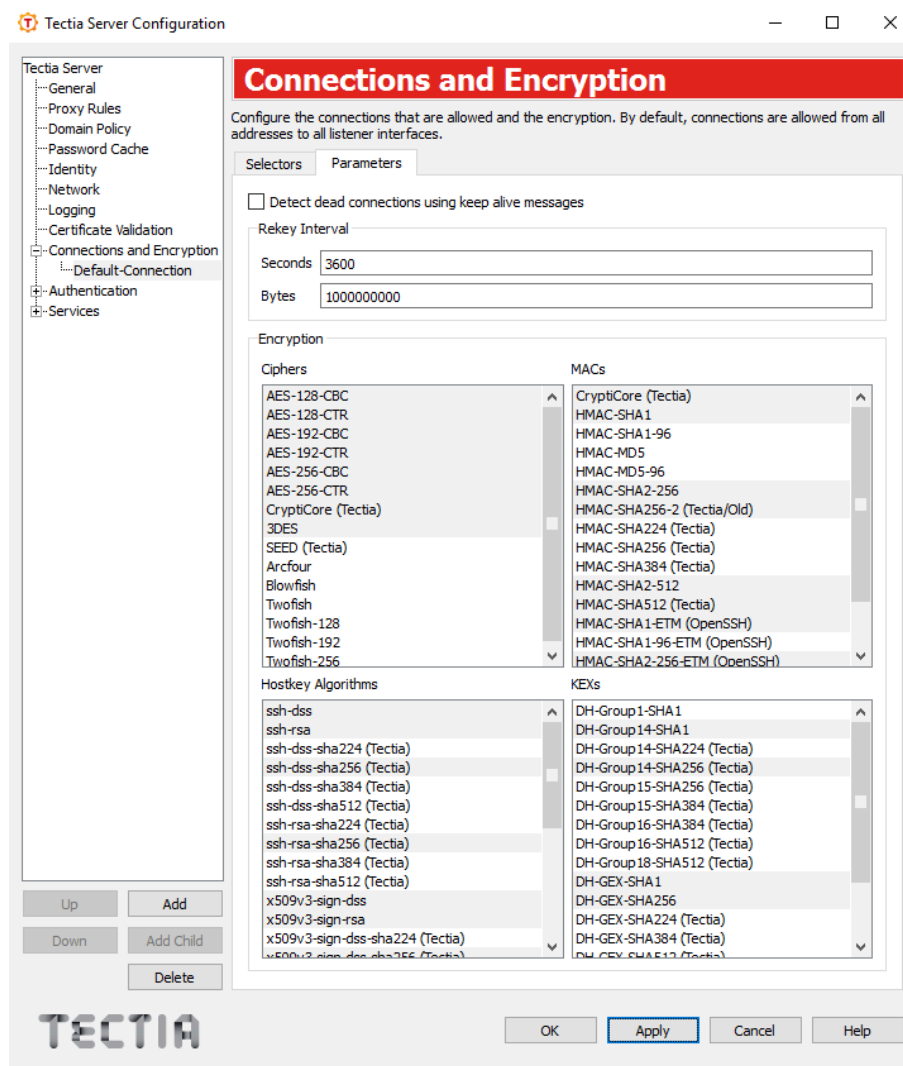 Tectia Server Configuration
Tectia Server
General
Proxy Rules
Domain Policy
Password Cache
Identity
Network
Logging
Certificate Validation
Connections and Encryption
Default-Connection
Authentication
Services
Up
Add
Down
Add Child
Delete
TECTIA
Connections and Encryption
Configure the connections that are allowed and the encryption. By default, connections are allowed from all
addresses to all listener interfaces.
Selectors
Parameters
Detect dead connections using keep alive messages
Rekey Interval
Seconds 3600
Bytes 1000000000
Encryption
Ciphers
AES-128-CBC
AES-128-CTR
AES-192-CBC
AES-192-CTR
AES-256-CBC
AES-256-CTR
CryptiCore (Tectia)
3DES
SEED (Tectia)
Arcfour
Blowfish
Twofish
Twofish-128
Twofish-192
Twofish-256
MACs
CryptiCore (Tectia)
HMAC-SHA1
HMAC-SHA1-96
HMAC-MD5
HMAC-MD5-96
HMAC-SHA2-256
HMAC-SHA256-2 (Tectia/Old)
HMAC-SHA224 (Tectia)
HMAC-SHA256 (Tectia)
HMAC-SHA384 (Tectia)
HMAC-SHA2-512
HMAC-SHA512 (Tectia)
HMAC-SHA1-ETM (OpenSSH)
HMAC-SHA1-96-ETM (OpenSSH)
HMAC-SHA2-256-ETM (OpenSSH)
Hostkey Algorithms
ssh-dss
ssh-rsa
ssh-dss-sha224 (Tectia)
ssh-dss-sha256 (Tectia)
ssh-dss-sha384 (Tectia)
ssh-dss-sha512 (Tectia)
ssh-rsa-sha224 (Tectia)
ssh-rsa-sha256 (Tectia)
ssh-rsa-sha384 (Tectia)
ssh-rsa-sha512 (Tectia)
x509v3-sign-dss
x509v3-sign-rsa
x509v3-sign-dss-sha224 (Tectia)
x509v3-sign-dss-sha256 (Tectia)
KEXs
DH-Group1-SHA1
DH-Group14-SHA1
DH-Group14-SHA224 (Tectia)
DH-Group14-SHA256 (Tectia)
DH-Group15-SHA256 (Tectia)
DH-Group15-SHA384 (Tectia)
DH-Group16-SHA384 (Tectia)
DH-Group16-SHA512 (Tectia)
DH-Group18-SHA512 (Tectia)
DH-GEX-SHA1
DH-GEX-SHA256
DH-GEX-SHA224 (Tectia)
DH-GEX-SHA384 (Tectia)
DH-GEX-SHA512 (Tectia)
OK
Apply
Cancel
Help